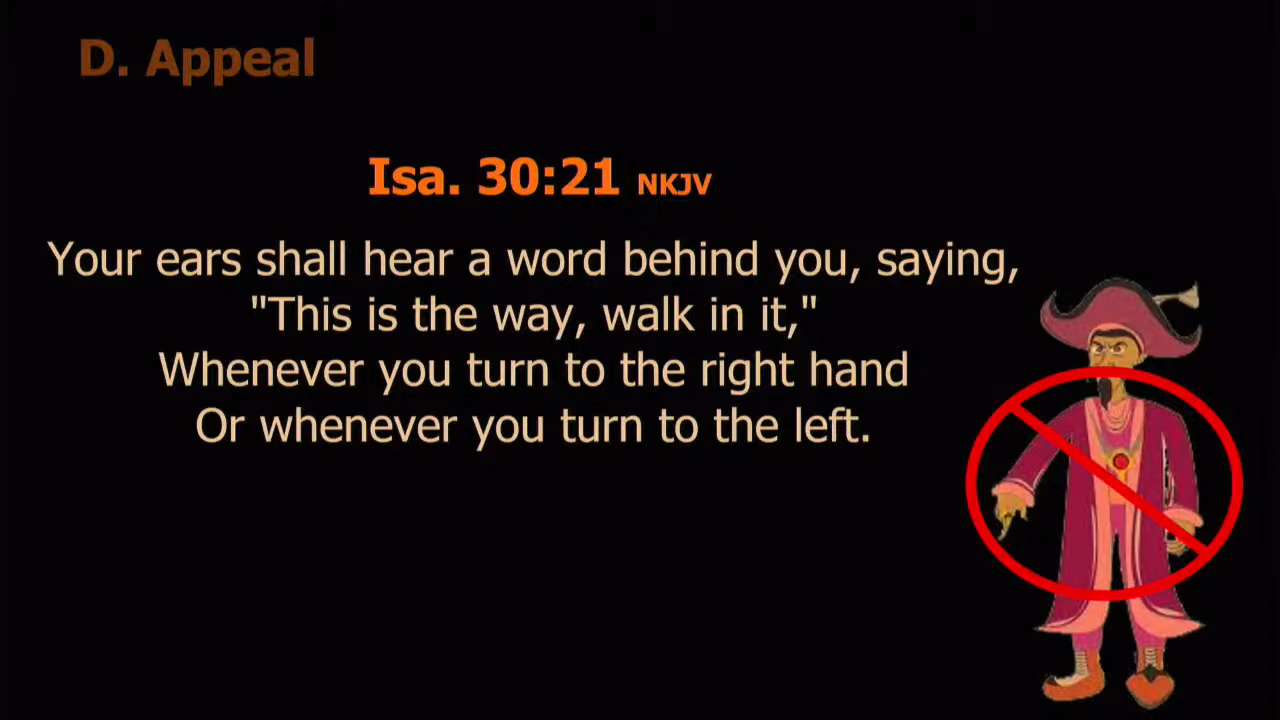 D. Appeal
Isa. 30:21 NKJV
Your ears shall hear a word behind you, saying,
"This is the way, walk in it,"
Whenever you turn to the right hand
Or whenever you turn to the left.